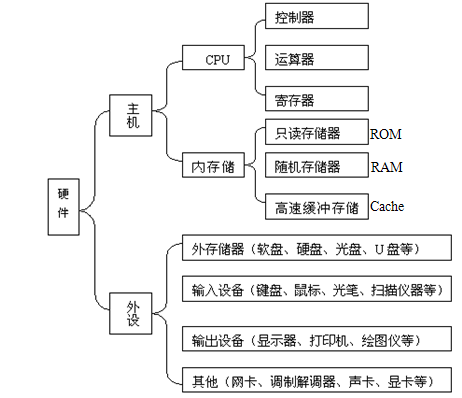 控制器
CPU
运算器
寄存器
主机
只读存储器 ROM
内存储
随机存储器 RAM
高速缓冲存储 Cache
硬件
外存储器（软盘、硬盘、光盘、U盘等）
输入设备（键盘、鼠标、光笔、扫描仪器等）
外设
输出设备（显示器、打印机、绘图仪等）
其他（网卡、调制解调器、声卡、显卡等）